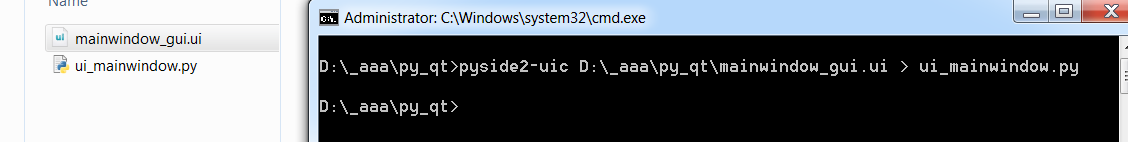 Name
mainwindow_gui.ui
ui_mainwindow.py
Administrator: C:\Windows\system32\cmd.exe
D:\_aaa\py_qt>pyside2-uic D:\_aaa\py_qt\mainwindow_gui.ui > ui_mainwindow.py
D:\_aaa\py_qt>